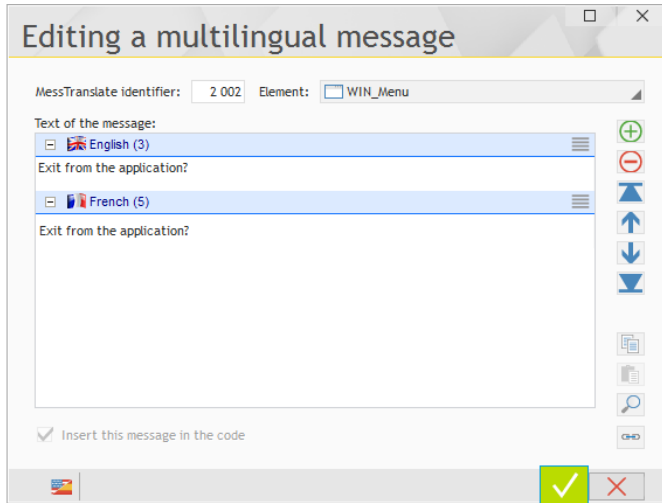 Editing a multilingual message
MessTranslate identifier: 2 002 Element: WIN_Menu
Text of the message:
English (3)
Exit from the application?
French (5)
Exit from the application?
Insert this message in the code